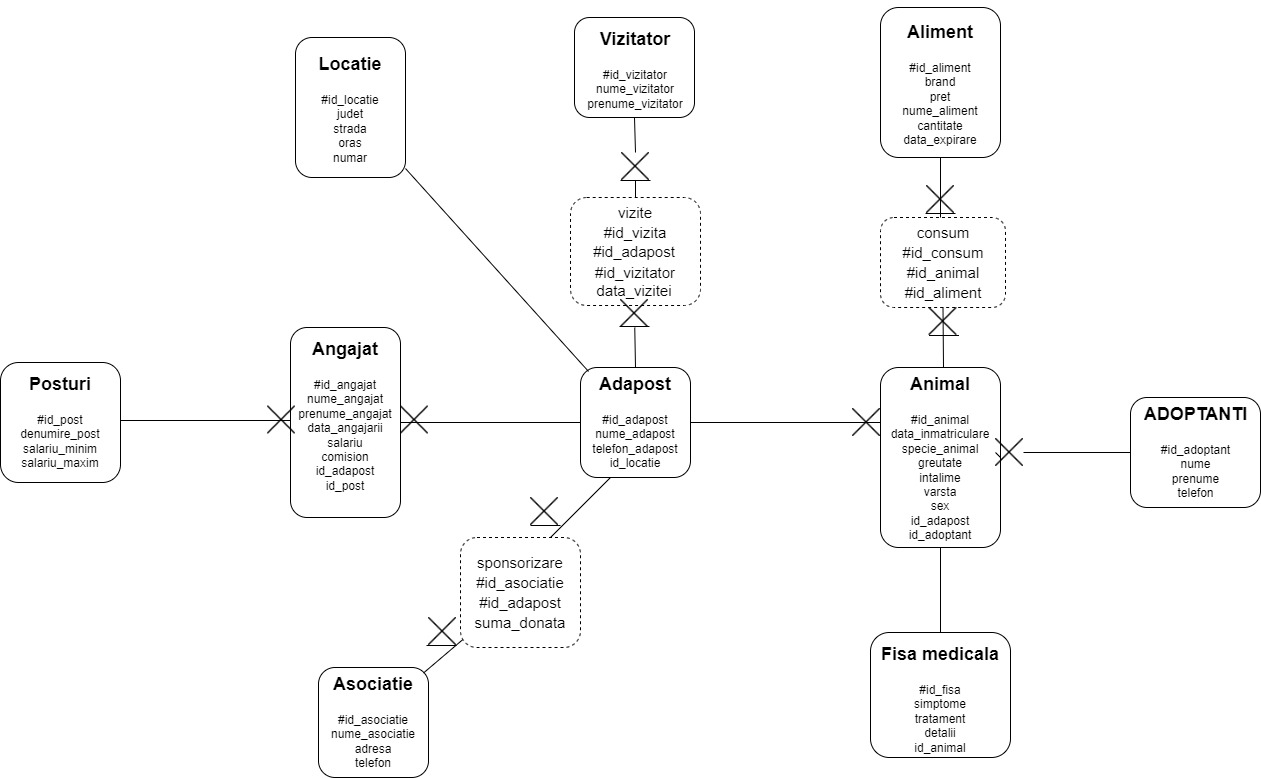 Locatie
#id_locatie
judet
strada
oras
numar
Vizitator
#id_vizitator
nume_vizitator
prenume_vizitator
Aliment
#id_aliment
brand
pret
nume_aliment
cantitate
data_expirare
vizite
#id_vizita
#id_adapost
#id_vizitator
data_vizitei
consum
#id_consum
#id_animal
#id_aliment
Posturi
#id_post
denumire_post
salariu_minim
salariu_maxim
Angajat
#id_angajat
nume_angajat
prenume_angajat
data_angajarii
salariu
comision
id_adapost
id_post
Adapost
#id_adapost
nume_adapost
telefon_adapost
id_locatie
Animal
#id_animal
data_inmatriculare
specie_animal
greutate
intalime
varsta
sex
id_adapost
id_adoptant
ADOPTANTI
#id_adoptant
nume
prenume
telefon
sponsorizare
#id_asociatie
#id_adapost
suma_donata
Asociatie
#id_asociatie
nume_asociatie
adresa
telefon
Fisa medicala
#id_fisa
simptome
tratament
detalii
id_animal